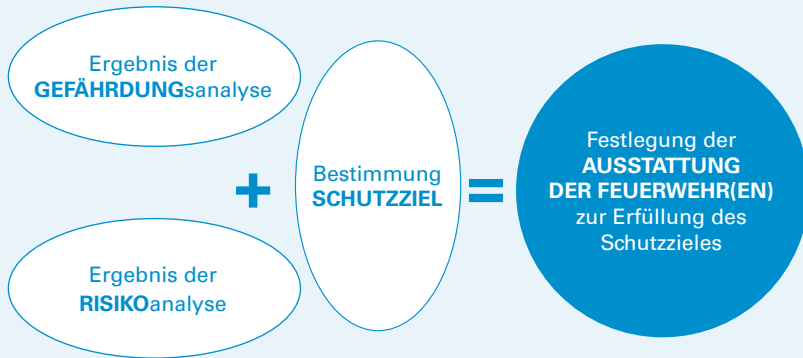 Ergebnis der
GEFÄHRDUNGsanalyse
+
Ergebnis der
RISIKOanalyse
Bestimmung
SCHUTZZIEL
=
Festlegung der
AUSSTATTUNG
DER FEUERWEHR(EN)
zur Erfüllung des
Schutzzieles